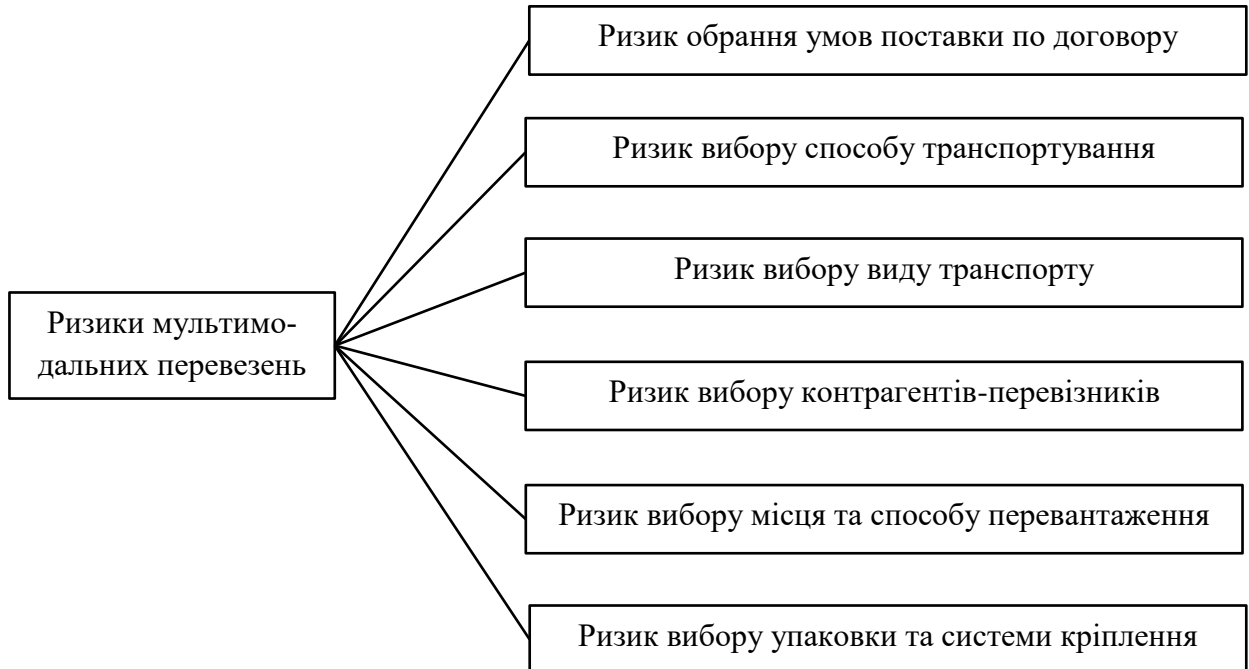 Ризик обрання умов поставки по договору
Ризик вибору способу транспортування
Ризик вибору виду транспорту
Ризики мультимо-
дальних перевезень
Ризик вибору контрагентів-перевізників
Ризик вибору місця та способу перевантаження
Ризик вибору упаковки та системи кріплення